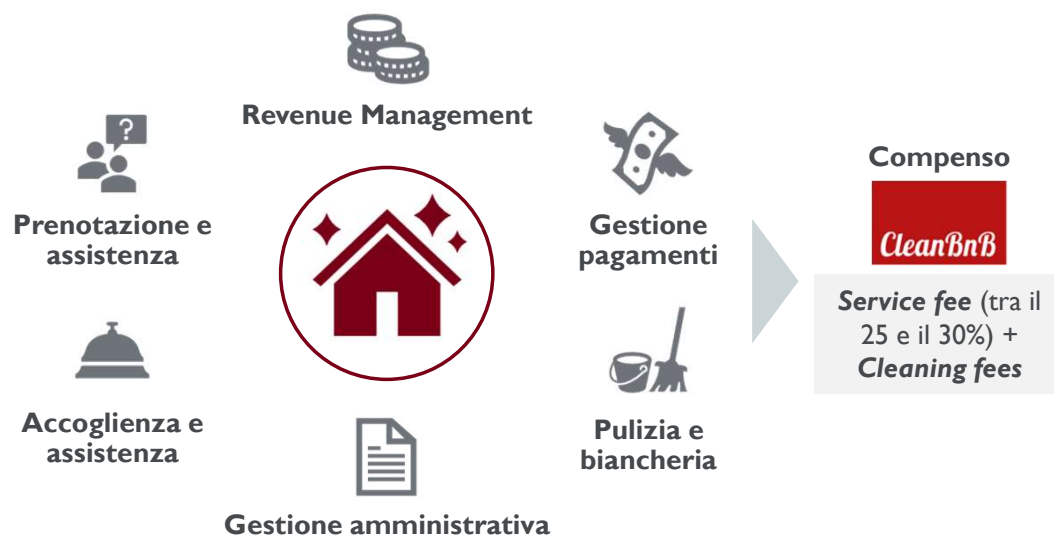 Revenue Management
?
Prenotazione e
assistenza
Gestione
pagamenti
Accoglienza e
assistenza
Pulizia e
biancheria
Gestione amministrativa
Compenso
CleanBnB
Service fee (tra il
25 e il 30%) +
Cleaning fees